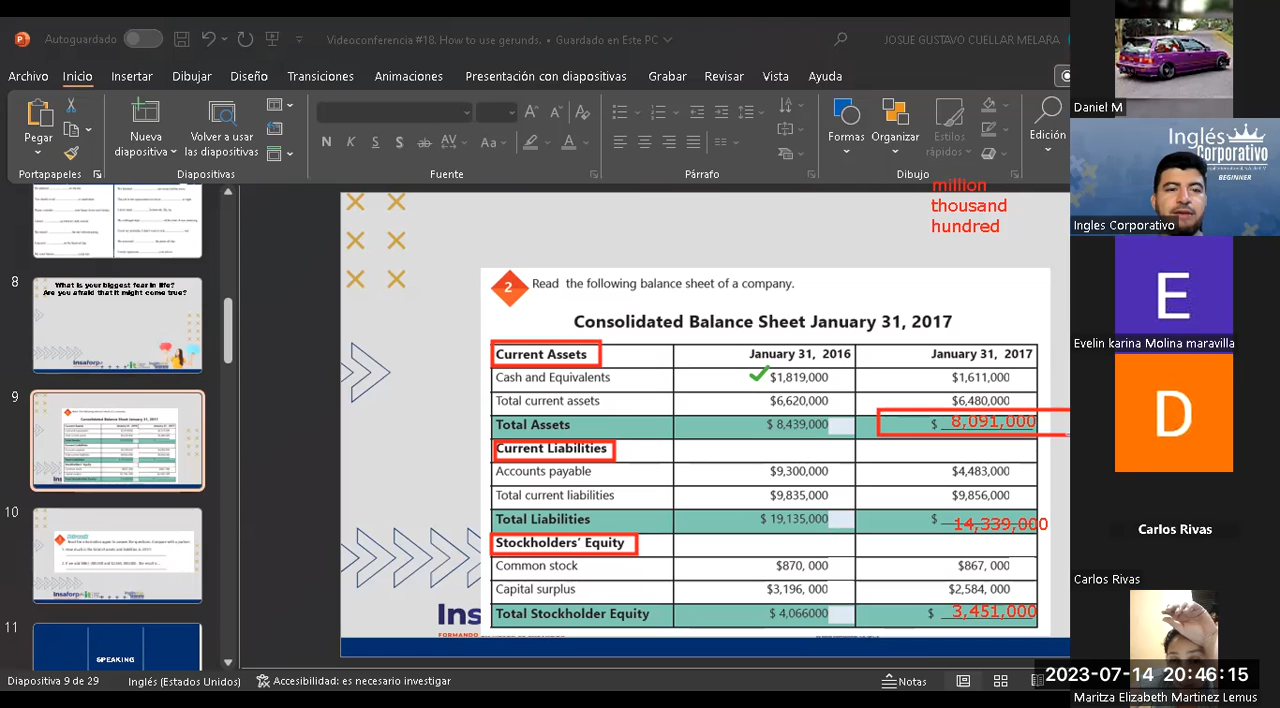 Autoguardado
Videoconferencia #18. How to use gerunds. • Guardado en Este PC
JOSUE GUSTAVO CUELLAR MELARA
Archivo Inicio Insertar Dibujar Diseño Transiciones Animaciones Presentación con diapositivas Grabar Revisar Vista Ayuda
Pegar
Nueva diapositiva
Volver a usar las diapositivas
N K S S ab AV Aa A
Formas Organizar Estilos rápidos Edición
Portapapeles Diapositivas Fuente Párrafo Dibujo
million
thousand
hundred
8
What is your biggest fear in life?
Are you afraid that it might come true?
Insaforp
9
10
11
SPEAKING
2 Read the following balance sheet of a company.
Consolidated Balance Sheet January 31, 2017
Current Assets January 31, 2016 January 31, 2017
Cash and Equivalents $1,819,000 $1,611,000
Total current assets $6,620,000 $6,480,000
Total Assets $ 8,439,000 $ 8,091,000
Current Liabilities
Accounts payable $9,300,000 $4,483,000
Total current liabilities $9,835,000 $9,856,000
Total Liabilities $ 19,135,000 $ 14,339,000
Stockholders' Equity
Common stock $870, 000 $867, 000
Capital surplus $3,196, 000 $2,584, 000
Total Stockholder Equity $ 4,066000 $ 3,451,000
Ins
Diapositiva 9 de 29 Inglés (Estados Unidos) Accesibilidad: es necesario investigar Notas
Daniel M
Inglés
Corporativo
BEGINNER
Ingles Corporativo
E
Evelin karina Molina maravilla
D
Carlos Rivas
Carlos Rivas
2023-07-14 20:46:15
Maritza Elizabeth Martinez Lemus